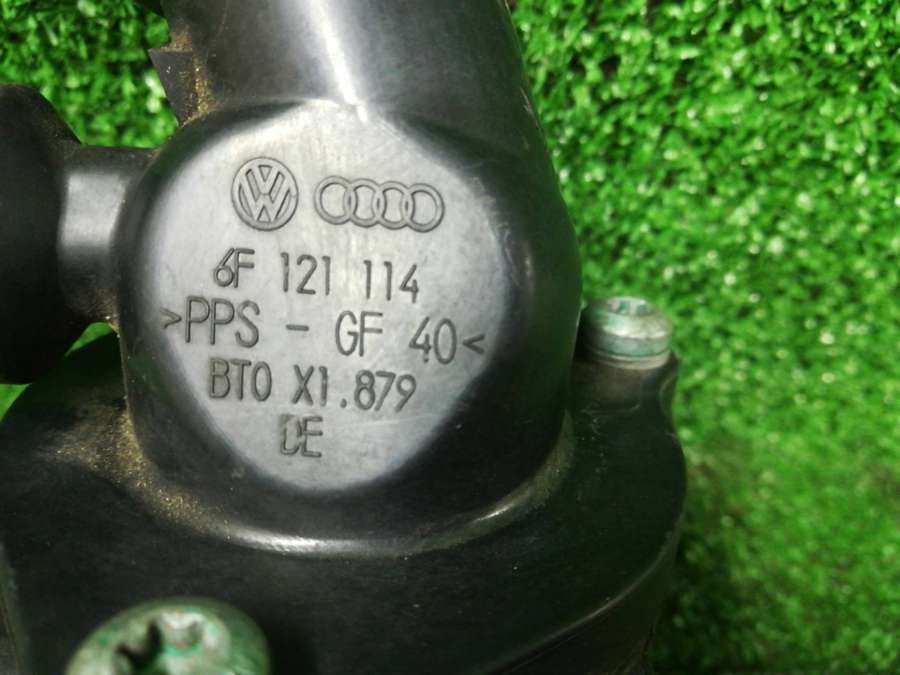 6F 121 114
>PPS - GF 40<
BT0 X1.879
DE